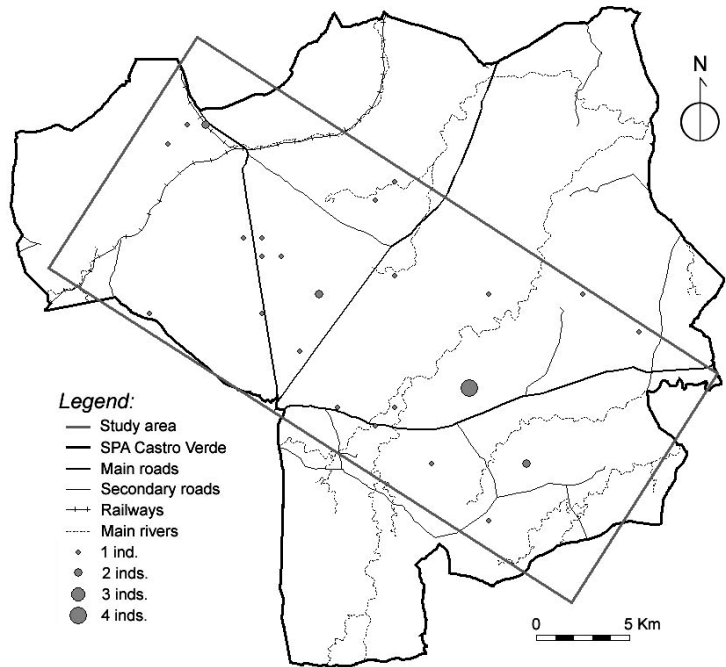 N
Legend:
Study area
SPA Castro Verde
Main roads
Secondary roads
Railways
Main rivers
1 ind.
2 inds.
3 inds.
4 inds.
0 5 Km